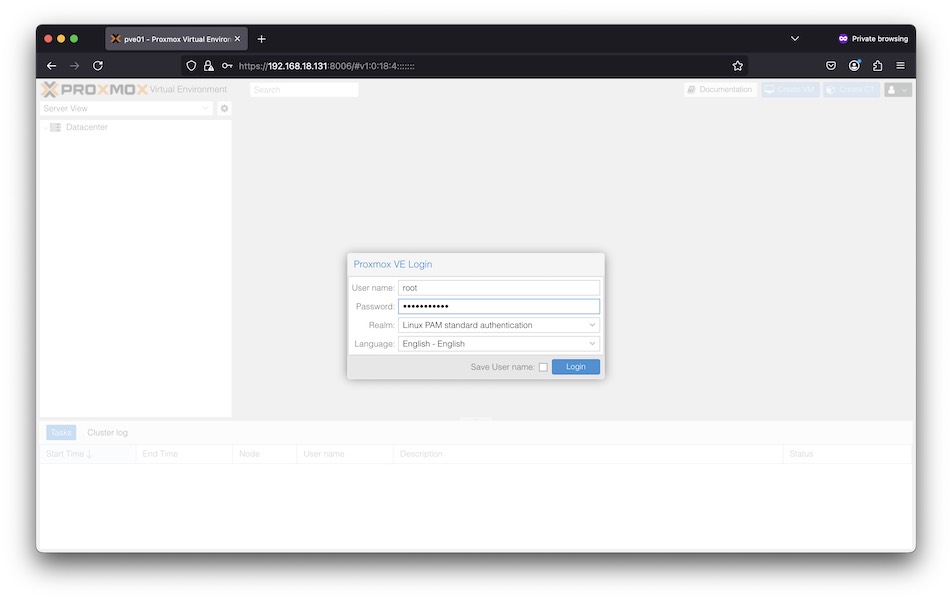 pve01 - Proxmox Virtual Environ
Private browsing
https://192.168.18.131:8006/#v1:0:18:4:::::::
PROXMOX Virtual Environment
Search
Documentation
Create VM
Create CT
Server View
Datacenter
Proxmox VE Login
User name: root
Password: •••••••••••
Realm: Linux PAM standard authentication
Language: English - English
Save User name:
Login
Tasks
Cluster log
Start Time ↓ End Time Node User name Description Status